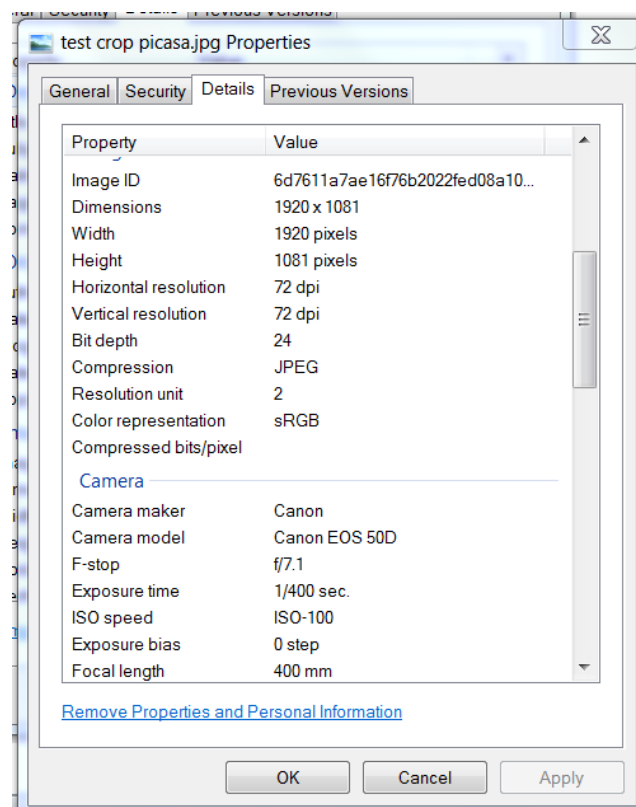 Security Details Previous Versions
test crop picasa.jpg Properties
General Security Details Previous Versions
Property Value
Image ID 6d7611a7ae16f76b2022fed08a10...
Dimensions 1920 x 1081
Width 1920 pixels
Height 1081 pixels
Horizontal resolution 72 dpi
Vertical resolution 72 dpi
Bit depth 24
Compression JPEG
Resolution unit 2
Color representation sRGB
Compressed bits/pixel
Camera
Camera maker Canon
Camera model Canon EOS 50D
F-stop f/7.1
Exposure time 1/400 sec.
ISO speed ISO-100
Exposure bias 0 step
Focal length 400 mm
Remove Properties and Personal Information
OK Cancel Apply